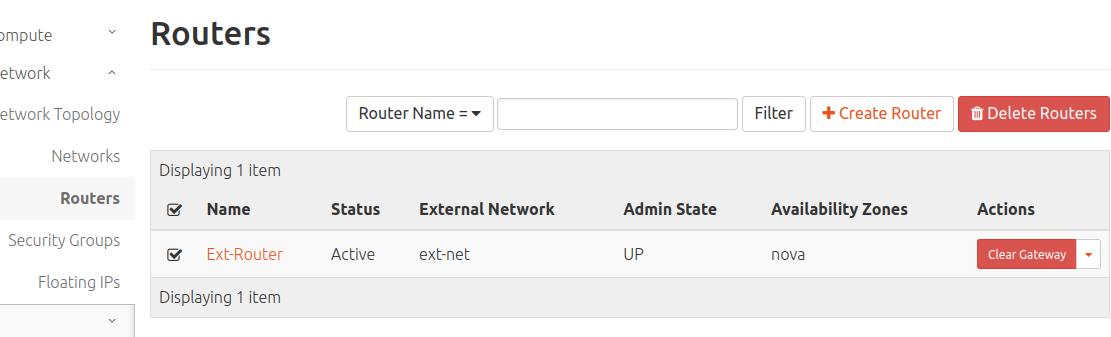 Routers
ompute
etwork
etwork Topology
Networks
Routers
Security Groups
Floating IPs
Router Name =
Filter
Create Router
Delete Routers
Displaying 1 item
Name Status External Network Admin State Availability Zones Actions
Ext-Router Active ext-net UP nova Clear Gateway
Displaying 1 item